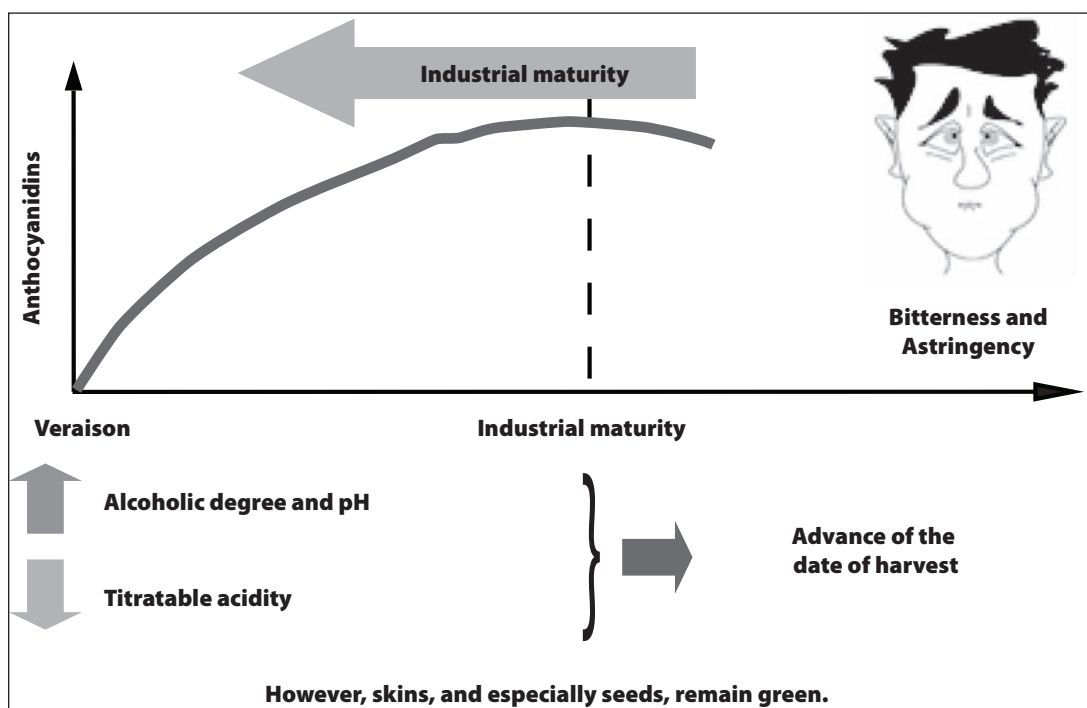 Industrial maturity
Anthocyanidins
Bitterness and
Astringency
Veraison
Industrial maturity
Alcoholic degree and pH
Advance of the
date of harvest
Titratable acidity
However, skins, and especially seeds, remain green.